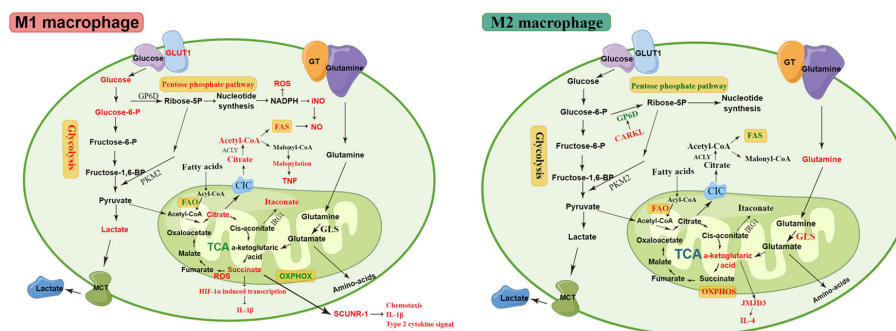 M1 macrophage
GLUT1
Glucose
GT
Glutamine
Glucose
Pentose phosphate pathway
ROS
GP6D
Ribose-5P
Nucleotide
synthesis
NADPH
iNO
Glucose-6-P
FAS
NO
Glycolysis
Acetyl-CoA
ACLY
Malonyl-CoA
Fructose-6-P
Citrate
Malonylation
Glutamine
Fatty acids
TNF
Fructose-1,6-BP
PKM2
CIC
Acyl-CoA
Pyruvate
FAO
Itaconate
Acetyl-CoA
Citrate
IRG1
Glutamine
Cis-aconitate
GLS
Oxaloacetate
Lactate
TCA
a-ketoglutaric
acid
Glutamate
Malate
Succinate
OXPHOX
Fumarate
ROS
Amino-acids
MCT
Lactate
HIF-1α induced transcription
IL-1β
SCUNR-1
Chemotaxis
IL-1β
Type 2 cytokine signal
M2 macrophage
Glucose
GLUT1
GT
Glutamine
Glucose
Pentose phosphate pathway
Ribose-5P
Nucleotide
synthesis
Glucose-6-P
GP6D
CARKL
FAS
Glycolysis
Acetyl-CoA
ACLY
Malonyl-CoA
Fructose-6-P
Citrate
Glutamine
Fatty acids
Fructose-1,6-BP
PKM2
CIC
Acyl-CoA
Pyruvate
FAO
Itaconate
Acetyl-CoA
Citrate
IRG1
Glutamine
Cis-aconitate
GLS
Oxaloacetate
Lactate
TCA
a-ketoglutaric
acid
Glutamate
Malate
Fumarate
Succinate
OXPHOS
Amino-acids
MCT
Lactate
JMJD3
IL-4